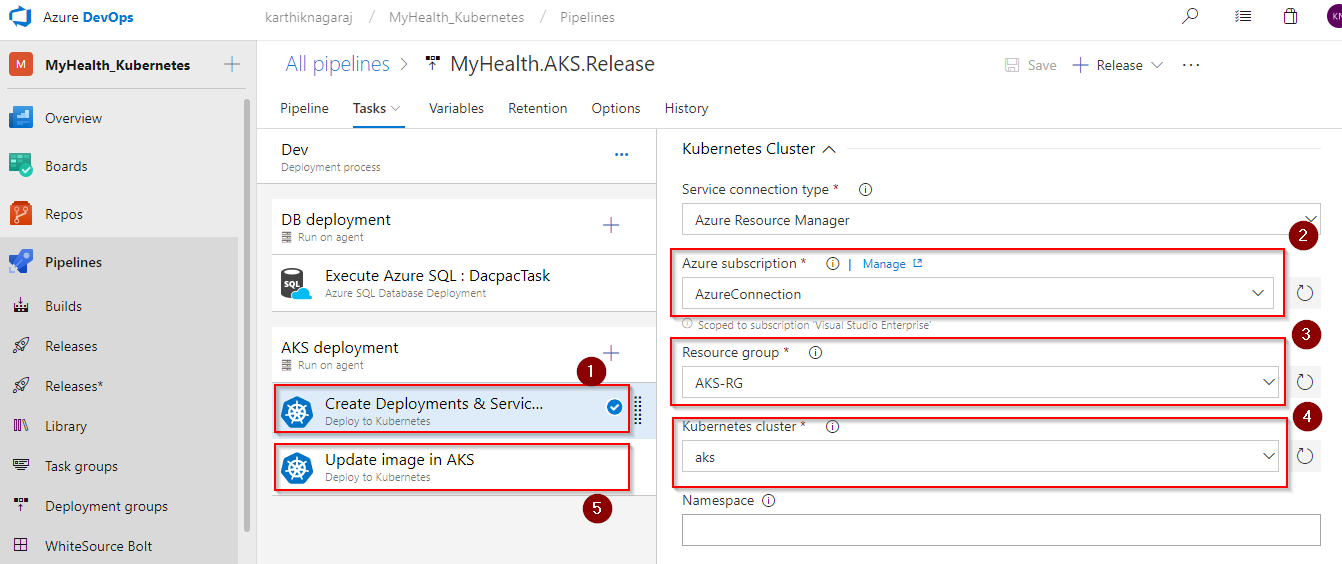 Azure DevOps
karthiknagaraj / MyHealth_Kubernetes / Pipelines
KN
M MyHealth_Kubernetes
Overview
Boards
Repos
Pipelines
Builds
Releases
Releases*
Library
Task groups
Deployment groups
WhiteSource Bolt
All pipelines > MyHealth.AKS.Release
Save + Release ...
Pipeline Tasks Variables Retention Options History
Dev
Deployment process
...
DB deployment
Run on agent
SQL
Execute Azure SQL : DacpacTask
Azure SQL Database Deployment
AKS deployment
Run on agent
1
Create Deployments & Servic...
Deploy to Kubernetes
Update image in AKS
Deploy to Kubernetes
5
Kubernetes Cluster
Service connection type *
Azure Resource Manager
2
Azure subscription * | Manage
AzureConnection
Scoped to subscription 'Visual Studio Enterprise'
3
Resource group *
AKS-RG
4
Kubernetes cluster *
aks
Namespace